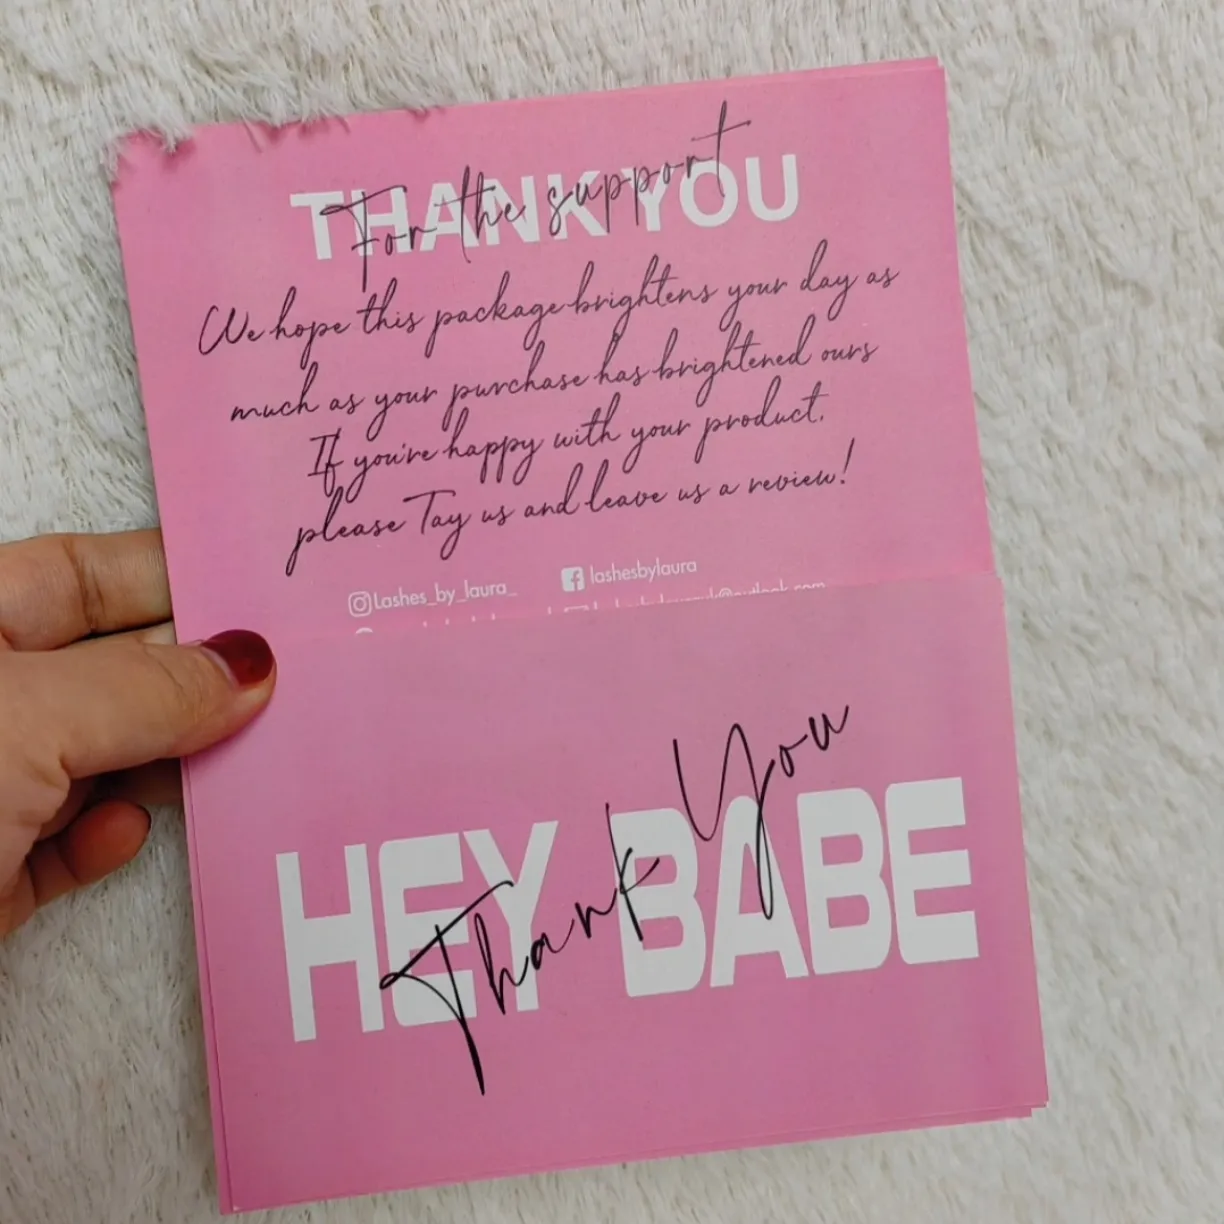 THANK YOU
For the support
We hope this package brightens your day as
much as your purchase has brightened ours
If you're happy with your product,
please Tay us and leave us a review!
Lashes_by_laura_
lashesbylaura
HEY BABE
Thank You